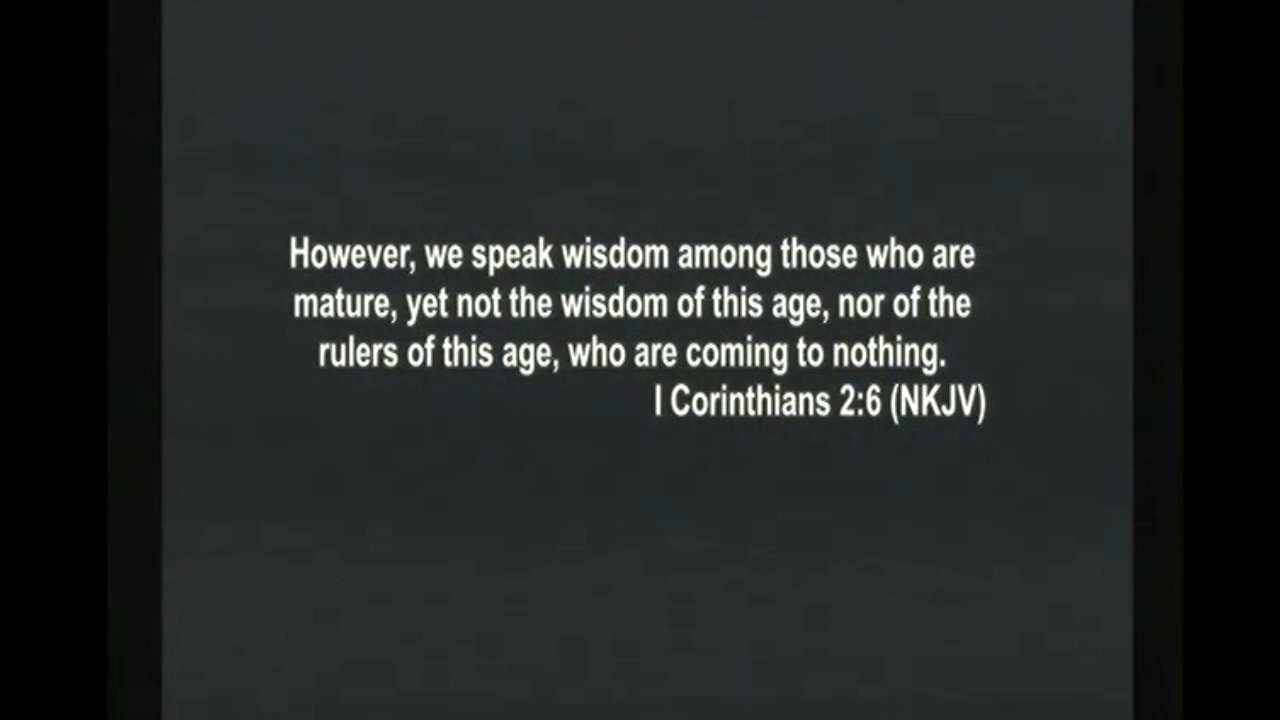 However, we speak wisdom among those who are
mature, yet not the wisdom of this age, nor of the
rulers of this age, who are coming to nothing.
I Corinthians 2:6 (NKJV)